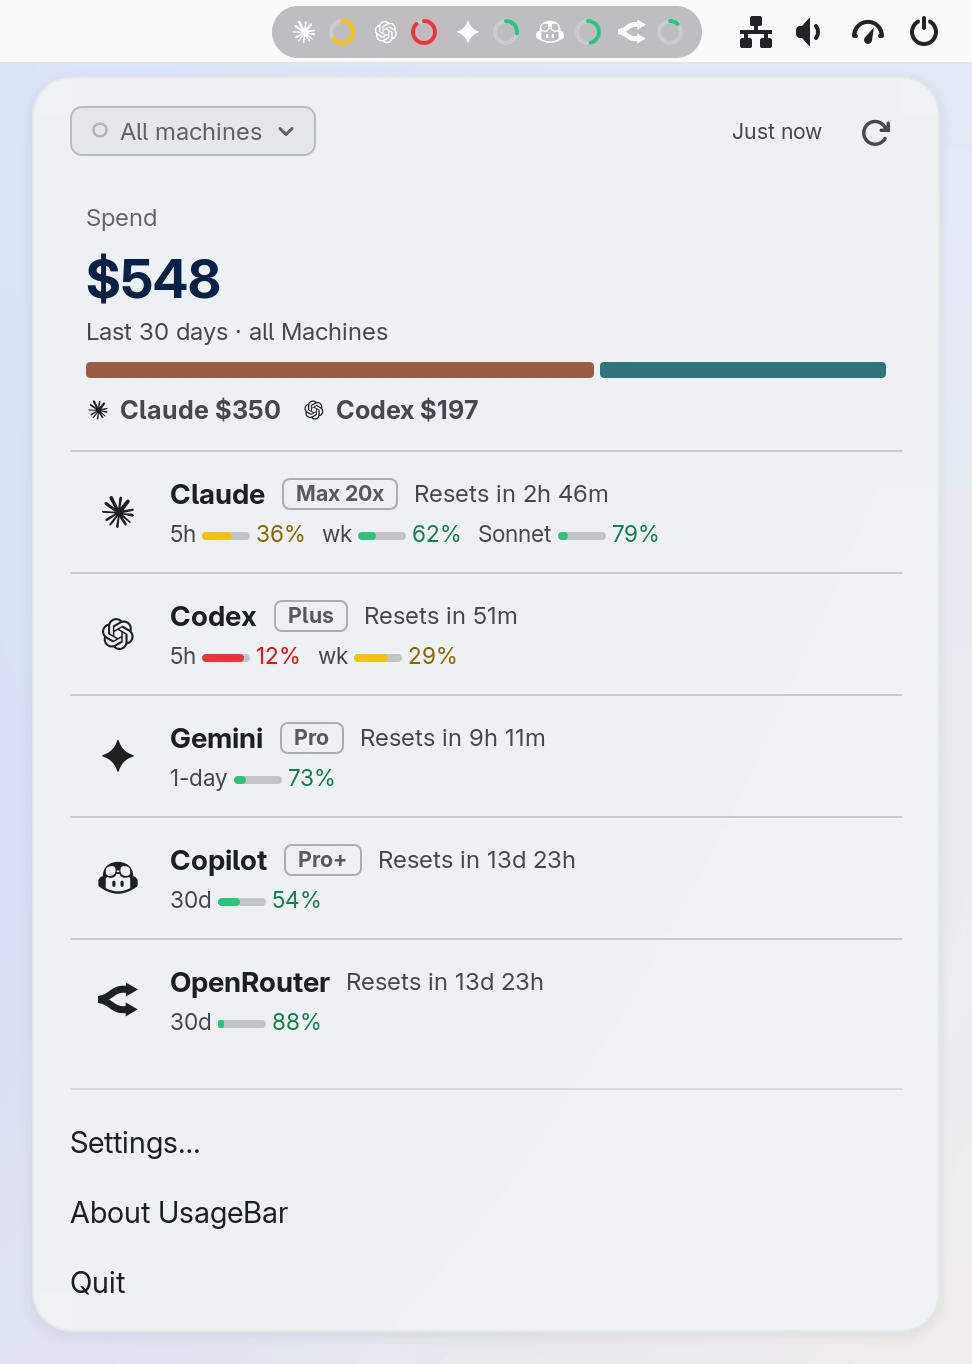 All machines
Just now
Spend
$548
Last 30 days · all Machines
Claude $350 Codex $197
Claude Max 20x Resets in 2h 46m
5h 36% wk 62% Sonnet 79%
Codex Plus Resets in 51m
5h 12% wk 29%
Gemini Pro Resets in 9h 11m
1-day 73%
Copilot Pro+ Resets in 13d 23h
30d 54%
OpenRouter Resets in 13d 23h
30d 88%
Settings...
About UsageBar
Quit